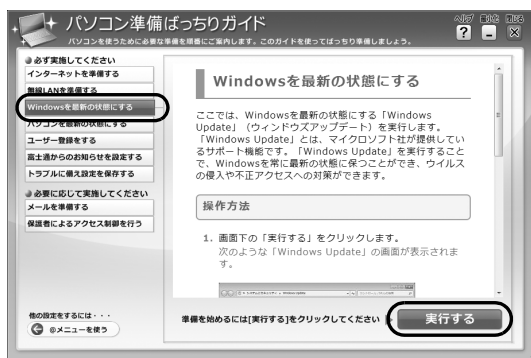 パソコン準備ばっちりガイド
パソコンを使うために必要な準備を順番にご案内します。このガイドを使ってばっちり準備しましょう。
ヘルプ 最小化 閉じる
必ず実施してください
インターネットを準備する
無線LANを準備する
Windowsを最新の状態にする
パソコンを最新の状態にする
ユーザー登録をする
富士通からのお知らせを設定する
トラブルに備え設定を保存する
必要に応じて実施してください
メールを準備する
保護者によるアクセス制御を行う
他の設定をするには・・・
@メニューを使う
Windowsを最新の状態にする
ここでは、Windowsを最新の状態にする「Windows
Update」（ウィンドウズアップデート）を実行します。
「Windows Update」とは、マイクロソフト社が提供してい
るサポート機能です。「Windows Update」を実行すること
で、Windowsを常に最新の状態に保つことができ、ウイルス
の侵入や不正アクセスへの対策ができます。
操作方法
1. 画面下の「実行する」をクリックします。
次のような「Windows Update」の画面が表示されま
す。
準備を始めるには[実行する]をクリックしてください
実行する